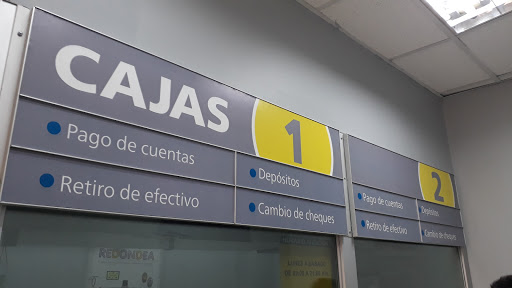 CAJAS 1
Pago de cuentas
Depósitos
Retiro de efectivo
Cambio de cheques
2
Pago de cuentas
Depósitos
Retiro de efectivo
Cambio de cheques
REDONDEA